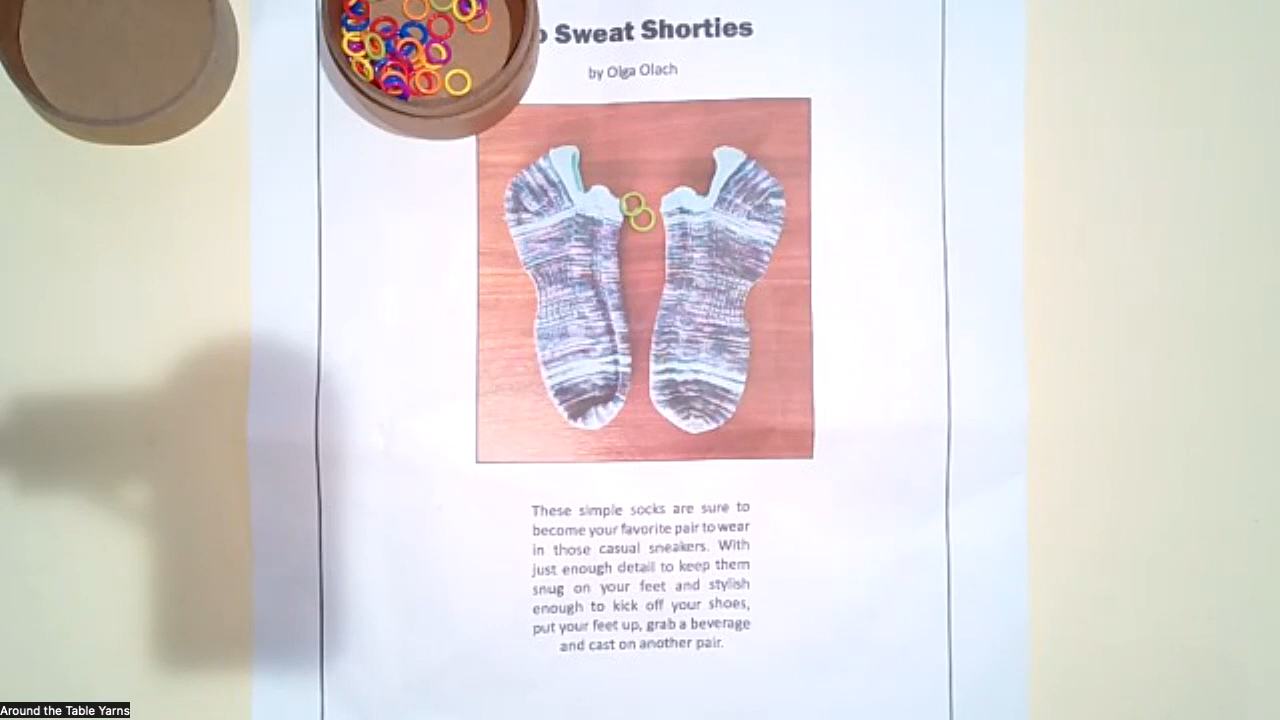 Sweat Shorties
by Olga Olach
These simple socks are sure to
become your favorite pair to wear
in those casual sneakers. With
just enough detail to keep them
snug on your feet and stylish
enough to kick off your shoes,
put your feet up, grab a beverage
and cast on another pair.
Around the Table Yarns